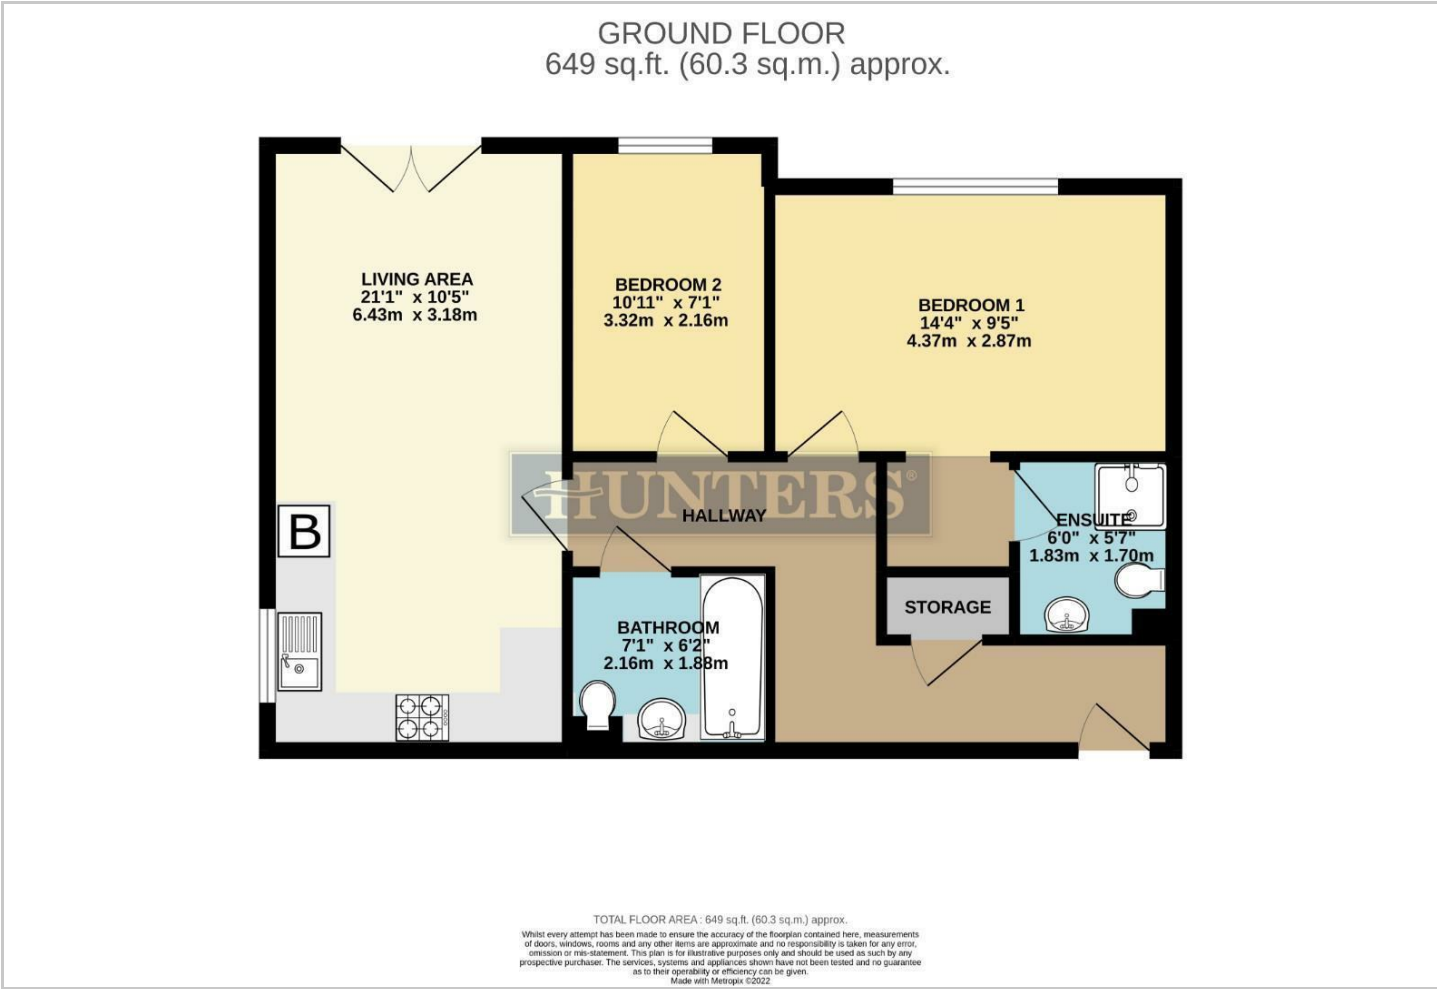 GROUND FLOOR
649 sq.ft. (60.3 sq.m.) approx.
LIVING AREA
21'1" x 10'5"
6.43m x 3.18m
BEDROOM 2
10'11" x 7'1"
3.32m x 2.16m
BEDROOM 1
14'4" x 9'5"
4.37m x 2.87m
HUNTERS®
HALLWAY
B
ENSUITE
6'0" x 5'7"
1.83m x 1.70m
STORAGE
BATHROOM
7'1" x 6'2"
2.16m x 1.88m
TOTAL FLOOR AREA : 649 sq.ft. (60.3 sq.m.) approx.
Whilst every attempt has been made to ensure the accuracy of the floorplan contained here, measurements
of doors, windows, rooms and any other items are approximate and no responsibility is taken for any error,
omission or mis-statement. This plan is for illustrative purposes only and should be used as such by any
prospective purchaser. The services, systems and appliances shown have not been tested and no guarantee
as to their operability or efficiency can be given.
Made with Metropix ©2022